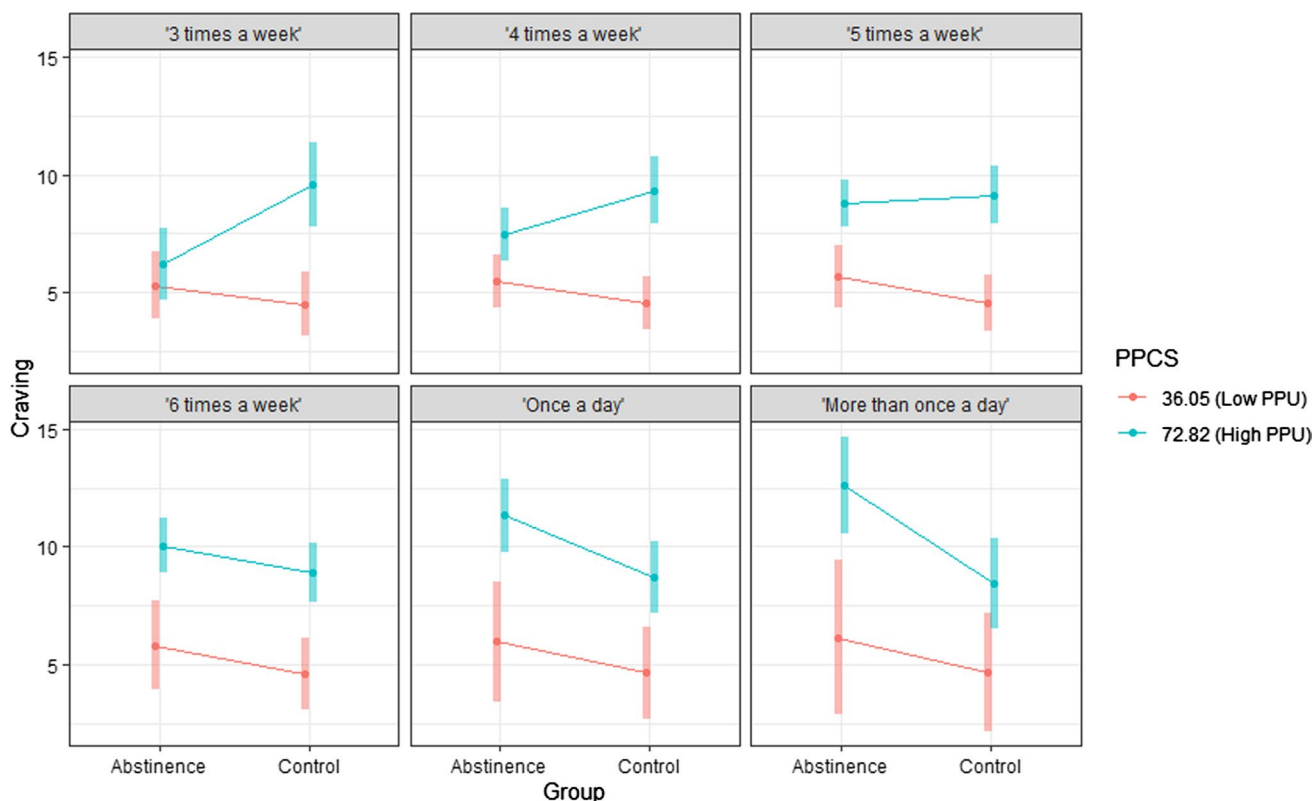 '3 times a week'
'4 times a week'
'5 times a week'
15
10
5
'6 times a week'
'Once a day'
'More than once a day'
15
10
5
Craving
Abstinence
Control
Abstinence
Control
Abstinence
Control
Group
PPCS
36.05 (Low PPU)
72.82 (High PPU)